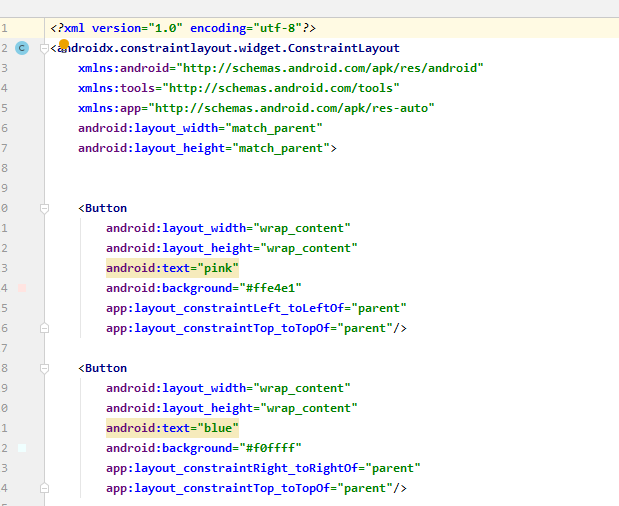 1 <?xml version="1.0" encoding="utf-8"?>
2 C <androidx.constraintlayout.widget.ConstraintLayout
3 xmlns:android="http://schemas.android.com/apk/res/android"
4 xmlns:tools="http://schemas.android.com/tools"
5 xmlns:app="http://schemas.android.com/apk/res-auto"
6 android:layout_width="match_parent"
7 android:layout_height="match_parent">
8
9
0 <Button
1 android:layout_width="wrap_content"
2 android:layout_height="wrap_content"
3 android:text="pink"
4 android:background="#ffe4e1"
5 app:layout_constraintLeft_toLeftOf="parent"
6 app:layout_constraintTop_toTopOf="parent"/>
7
8 <Button
9 android:layout_width="wrap_content"
0 android:layout_height="wrap_content"
1 android:text="blue"
2 android:background="#f0ffff"
3 app:layout_constraintRight_toRightOf="parent"
4 app:layout_constraintTop_toTopOf="parent"/>